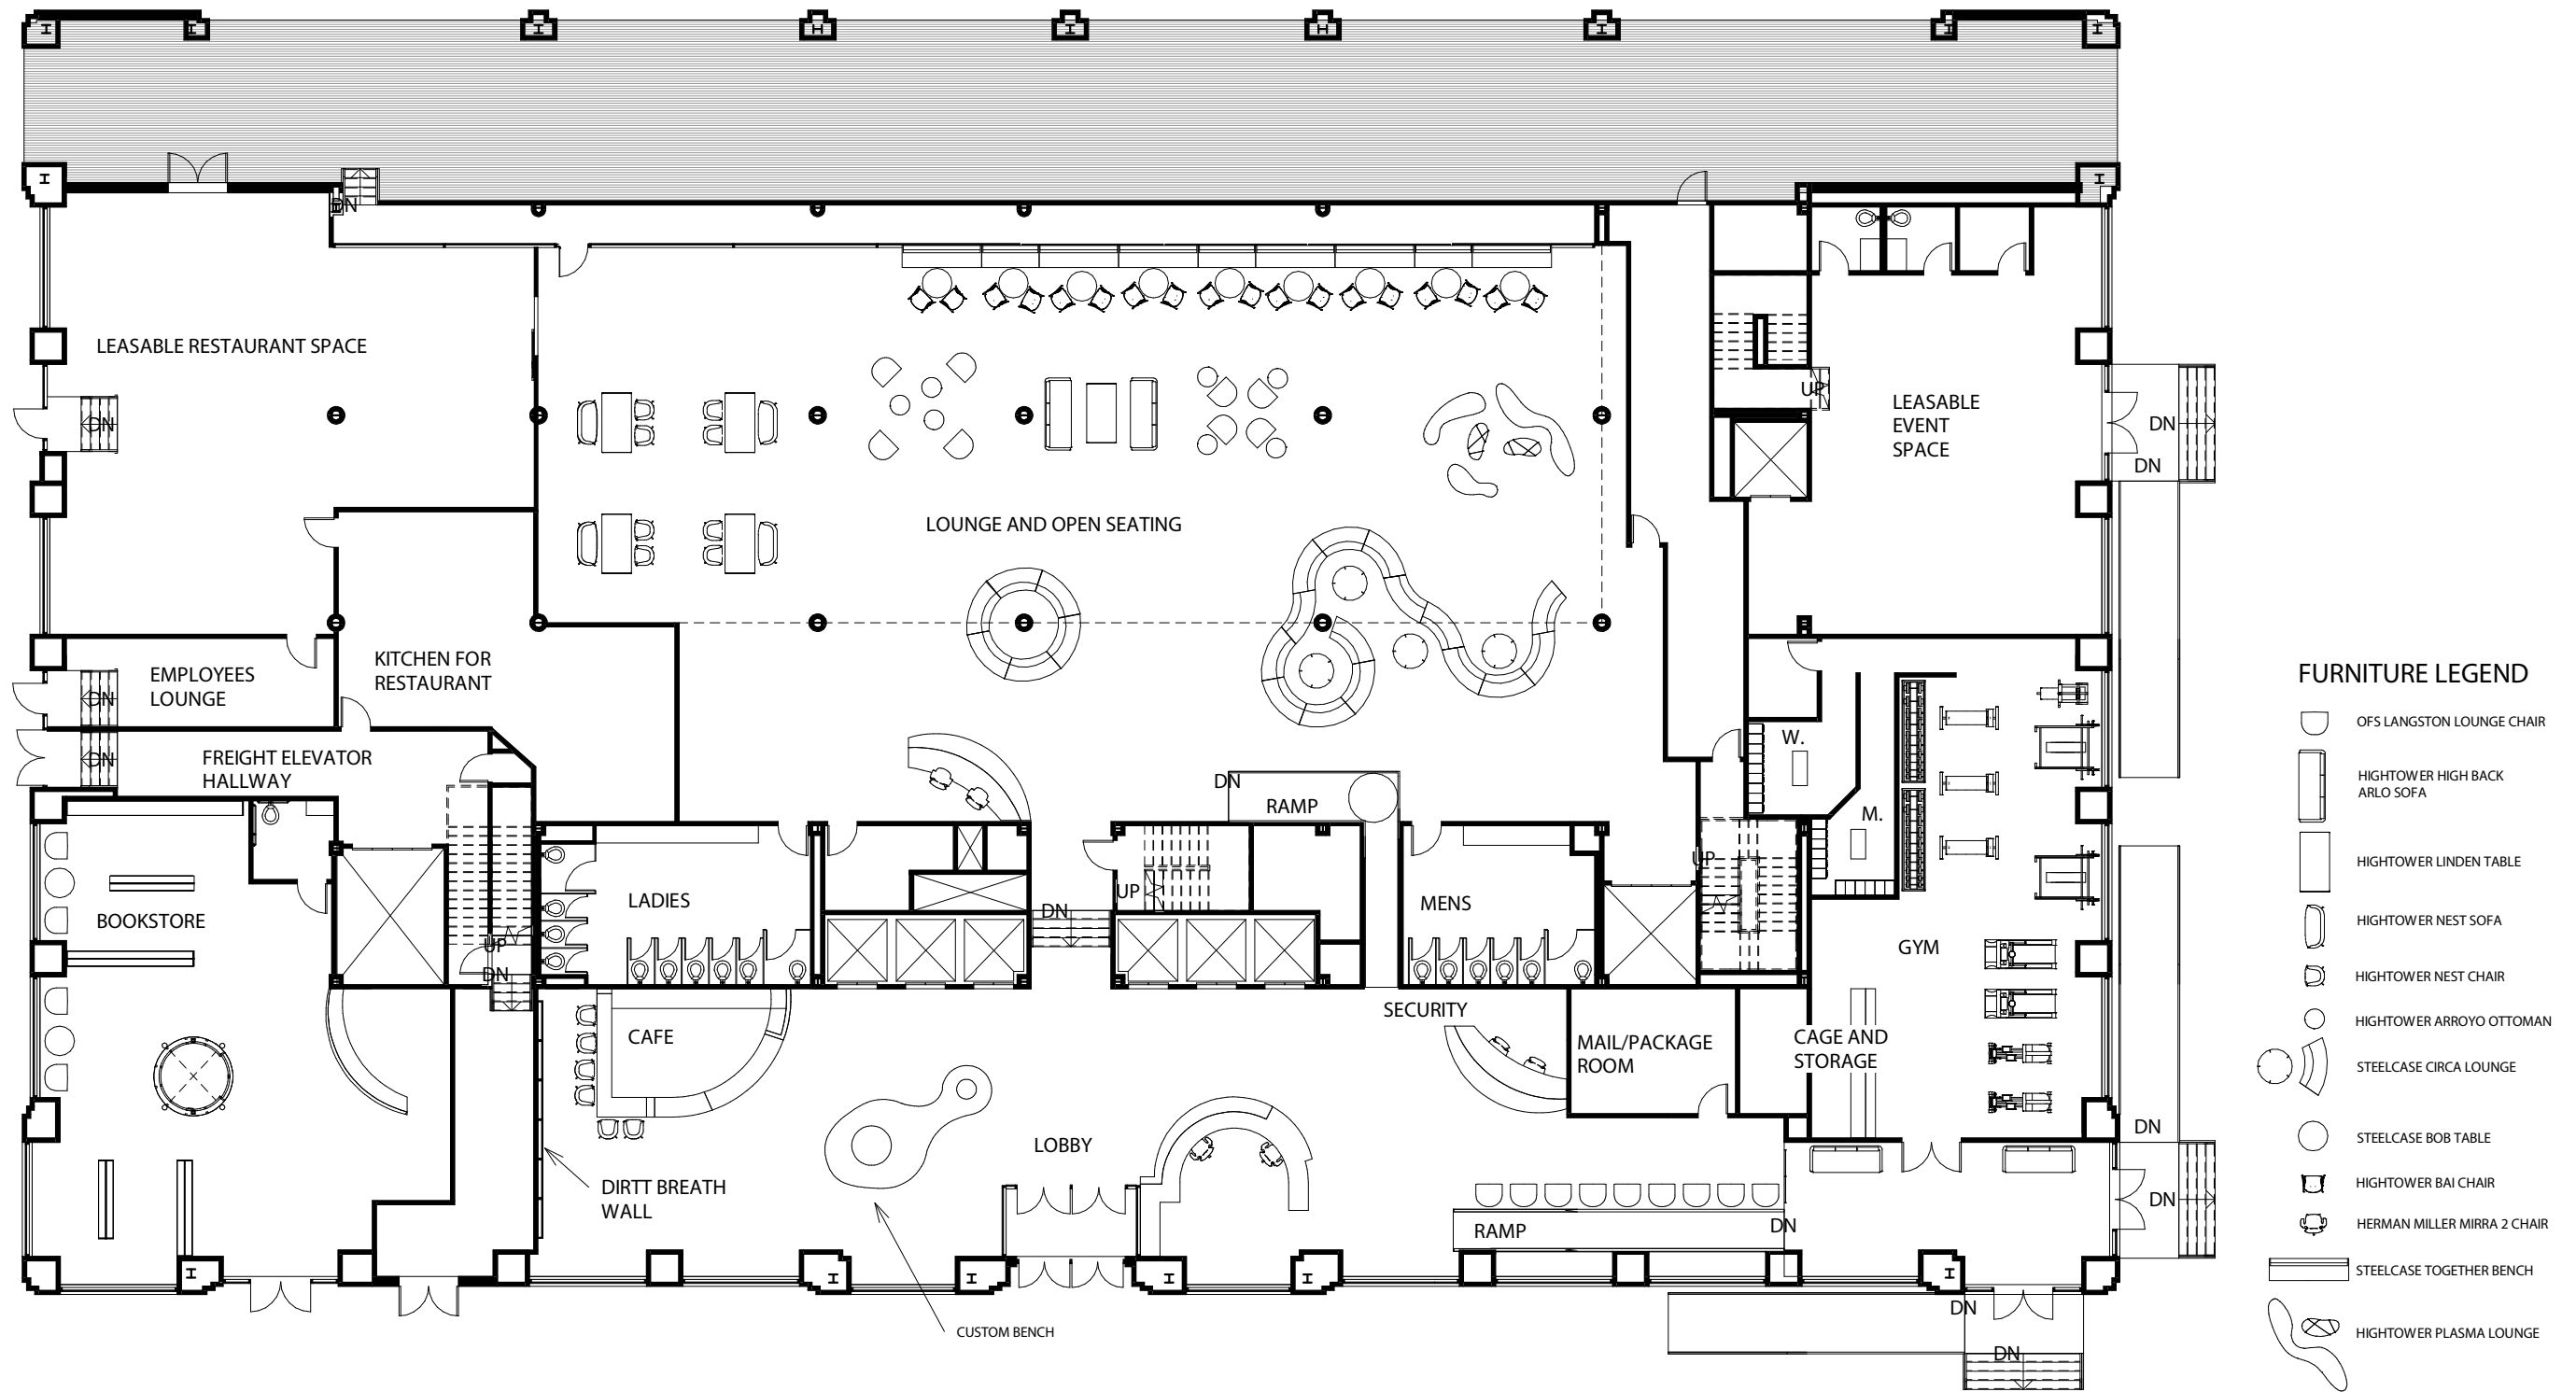 DN
LEASABLE RESTAURANT SPACE
UP
LEASABLE
EVENT
SPACE
DN
DN
DN
LOUNGE AND OPEN SEATING
EMPLOYEES
LOUNGE
KITCHEN FOR
RESTAURANT
DN
DN
FREIGHT ELEVATOR
HALLWAY
W.
M.
DN
RAMP
UP
BOOKSTORE
LADIES
UP
DN
MENS
GYM
UP
DN
SECURITY
CAFE
MAIL/PACKAGE
ROOM
CAGE AND
STORAGE
DN
LOBBY
DIRTT BREATH
WALL
DN
RAMP
DN
CUSTOM BENCH
DN
DN
FURNITURE LEGEND
OFS LANGSTON LOUNGE CHAIR
HIGHTOWER HIGH BACK
ARLO SOFA
HIGHTOWER LINDEN TABLE
HIGHTOWER NEST SOFA
HIGHTOWER NEST CHAIR
HIGHTOWER ARROYO OTTOMAN
STEELCASE CIRCA LOUNGE
STEELCASE BOB TABLE
HIGHTOWER BAI CHAIR
HERMAN MILLER MIRRA 2 CHAIR
STEELCASE TOGETHER BENCH
HIGHTOWER PLASMA LOUNGE